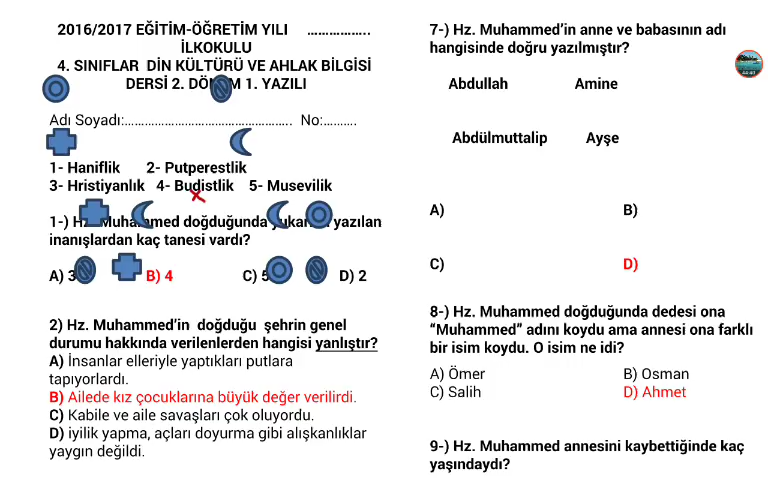 2016/2017 EĞİTİM-ÖĞRETİM YILI ……………..
İLKOKULU
4. SINIFLAR DİN KÜLTÜRÜ VE AHLAK BİLGİSİ
DERSİ 2. DÖNEM 1. YAZILI
Adı Soyadı:………………………………….. No:……….
1- Haniflik 2- Putperestlik
3- Hristiyanlık 4- Budistlik 5- Musevilik
1-) Hz. Muhammed doğduğunda yukarıda yazılan
inanışlardan kaç tanesi vardı?
A) 3 B) 4 C) 5 D) 2
2) Hz. Muhammed’in doğduğu şehrin genel
durumu hakkında verilenlerden hangisi yanlıştır?
A) İnsanlar elleriyle yaptıkları putlara
tapıyorlardı.
B) Ailede kız çocuklarına büyük değer verilirdi.
C) Kabile ve aile savaşları çok oluyordu.
D) iyilik yapma, açları doyurma gibi alışkanlıklar
yaygın değildi.
7-) Hz. Muhammed’in anne ve babasının adı
hangisinde doğru yazılmıştır?
Abdullah Amine
Abdülmuttalip Ayşe
A) B)
C) D)
8-) Hz. Muhammed doğduğunda dedesi ona
“Muhammed” adını koydu ama annesi ona farklı
bir isim koydu. O isim ne idi?
A) Ömer B) Osman
C) Salih D) Ahmet
9-) Hz. Muhammed annesini kaybettiğinde kaç
yaşındaydı?